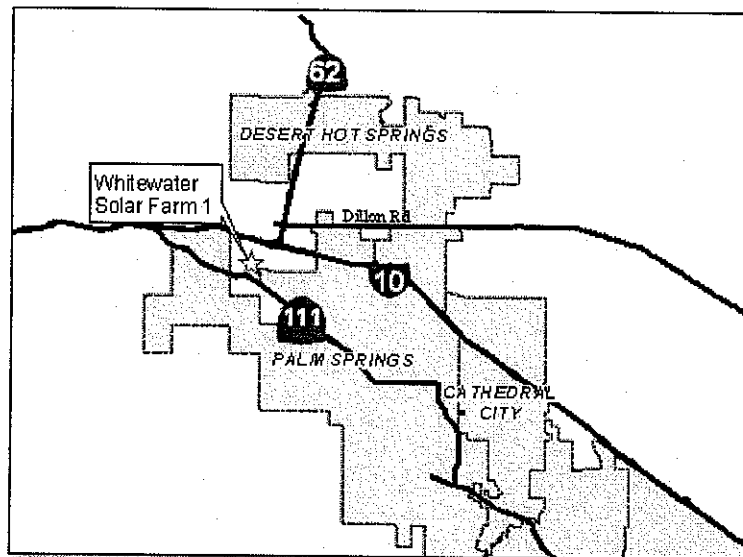 62
DESERT HOT SPRINGS
Whitewater
Solar Farm 1
Dillon Rd
10
111
PALM SPRINGS
CATHEDRAL
CITY